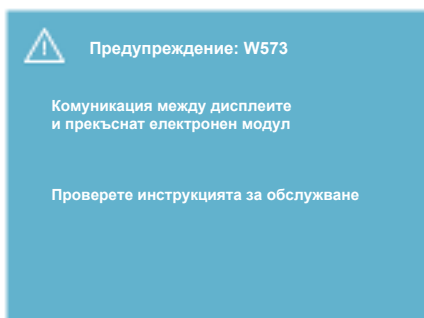 Предупреждение: W573
Комуникация между дисплеите
и прекъснат електронен модул
Проверете инструкцията за обслужване